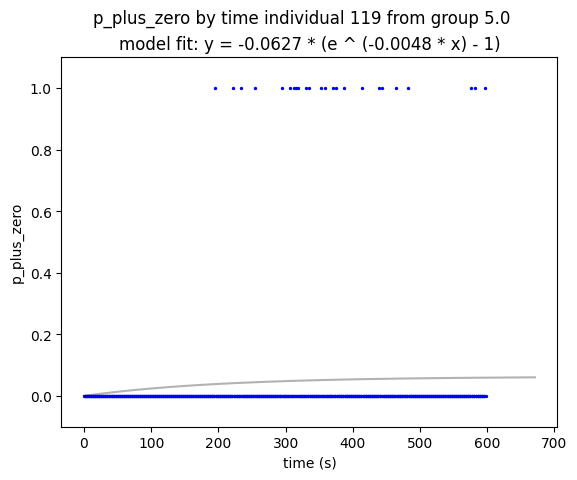 p_plus_zero by time individual 119 from group 5.0
model fit: y = -0.0627 * (e ^ (-0.0048 * x) - 1)
1.0
0.8
0.6
0.4
0.2
0.0
p_plus_zero
0 100 200 300 400 500 600 700
time (s)